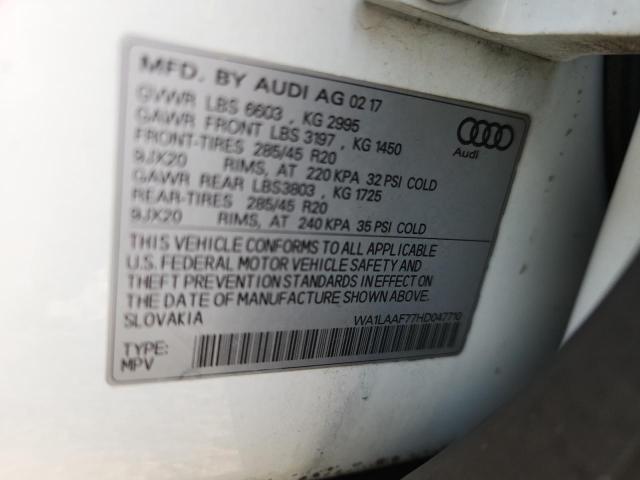 MFD. BY AUDI AG 02 17
GVWR LBS 6603 , KG 2995
GAWR FRONT LBS 3197 , KG 1450
FRONT-TIRES 285/45 R20
9JX20 RIMS, AT 220 KPA 32 PSI COLD
GAWR REAR LBS3803 , KG 1725
REAR-TIRES 285/45 R20
9JX20 RIMS, AT 240 KPA 35 PSI COLD
Audi
THIS VEHICLE CONFORMS TO ALL APPLICABLE
U.S. FEDERAL MOTOR VEHICLE SAFETY AND
THEFT PREVENTION STANDARDS IN EFFECT ON
THE DATE OF MANUFACTURE SHOWN ABOVE.
SLOVAKIA
WA1LAAF77HD047710
TYPE:
MPV